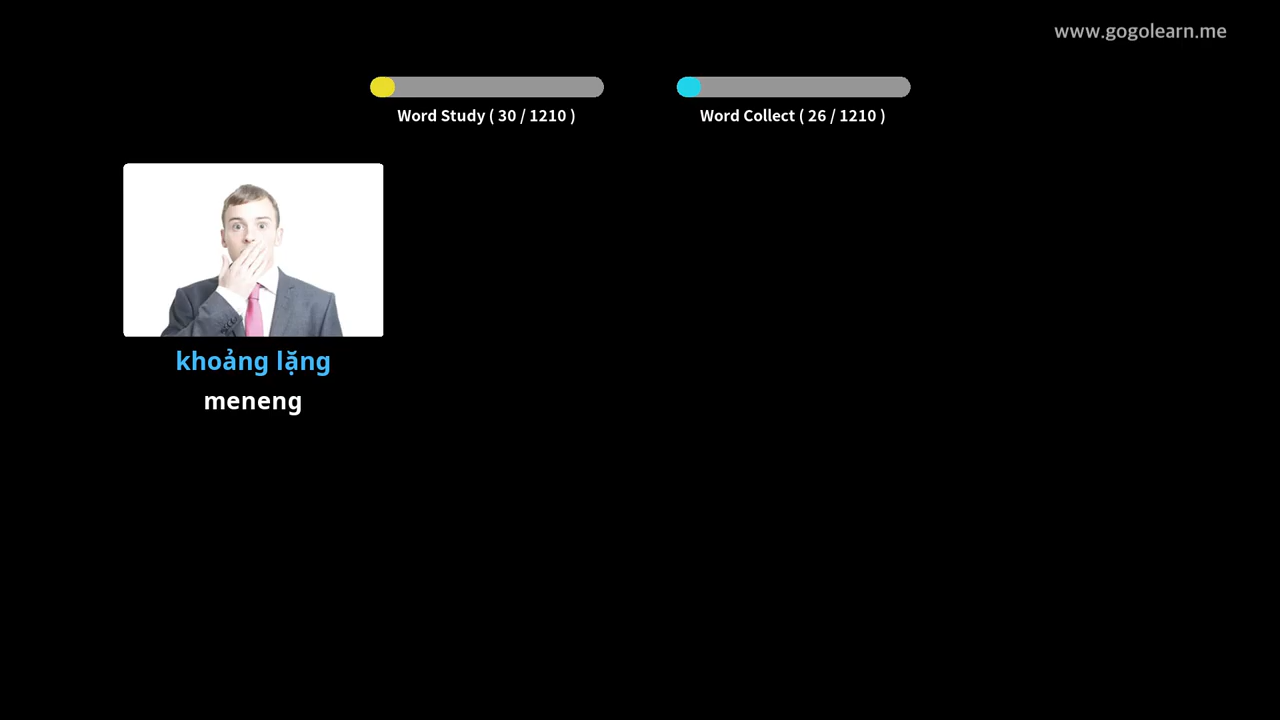 www.gogolearn.me
Word Study ( 30 / 1210 )
Word Collect ( 26 / 1210 )
khoảng lặng
meneng